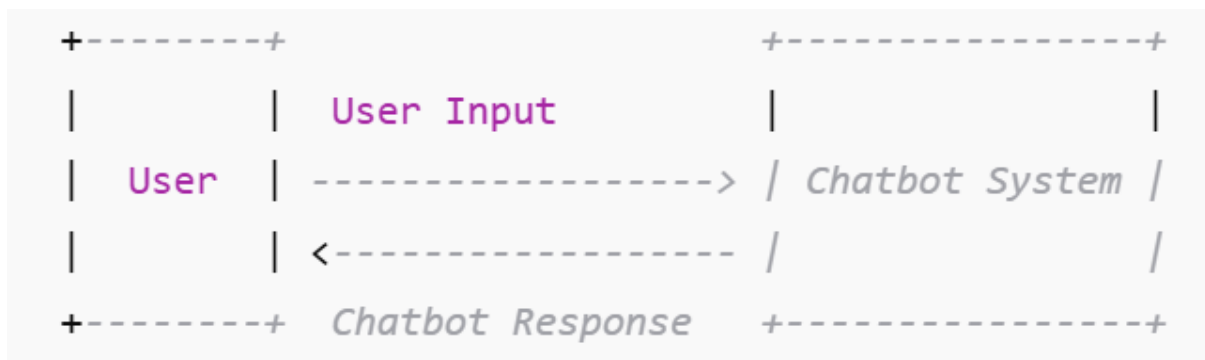 +--------+                         +----------------+
|        |  User Input             |                |
|  User  | ------------------->    | Chatbot System |
|        | <-------------------    |                |
+--------+  Chatbot Response       +----------------+